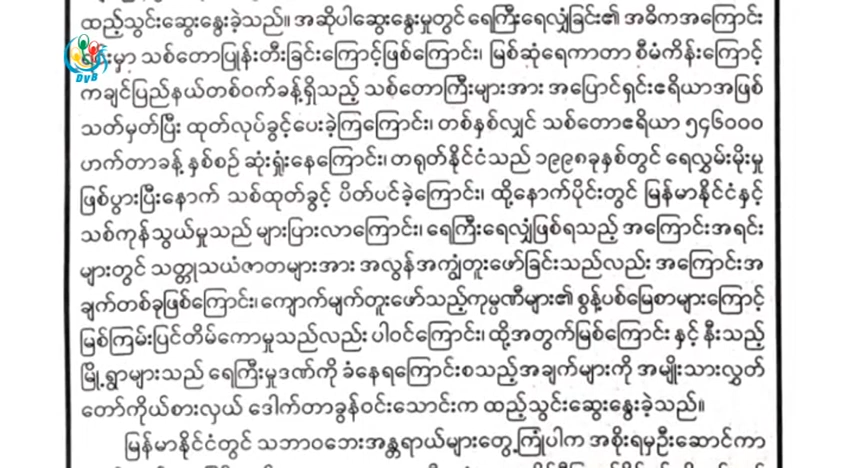 ထည့်သွင်းဆွေးနွေးခဲ့သည်။ အဆိုပါဆွေးနွေးမှုတွင် ရေကြီးရေလျှံခြင်း၏ အဓိကအကြောင်း
ရင်းမှာ သစ်တောပြုန်းတီးခြင်းကြောင့်ဖြစ်ကြောင်း၊ မြစ်ဆုံရေကာတာ စီမံကိန်းကြောင့်
ကချင်ပြည်နယ်တစ်ဝက်ခန့်ရှိသည့် သစ်တောကြီးများအား အပြောင်ရှင်းဧရိယာအဖြစ်
သတ်မှတ်ပြီး ထုတ်လုပ်ခွင့်ပေးခဲ့ကြကြောင်း၊ တစ်နှစ်လျှင် သစ်တောဧရိယာ ၅၄၆၀၀၀
ဟက်တာခန့် နှစ်စဉ် ဆုံးရှုံးနေကြောင်း၊ တရုတ်နိုင်ငံသည် ၁၉၉၈ခုနှစ်တွင် ရေလွှမ်းမိုးမှု
ဖြစ်ပွားပြီးနောက် သစ်ထုတ်ခွင့် ပိတ်ပင်ခဲ့ကြောင်း၊ ထို့နောက်ပိုင်းတွင် မြန်မာနိုင်ငံနှင့်
သစ်ကုန်သွယ်မှုသည် များပြားလာကြောင်း၊ ရေကြီးရေလျှံဖြစ်ရသည့် အကြောင်းအရင်း
များတွင် သတ္တုသယံဇာတများအား အလွန်အကျွံတူးဖော်ခြင်းသည်လည်း အကြောင်းအ
ချက်တစ်ခုဖြစ်ကြောင်း၊ ကျောက်မျက်တူးဖော်သည့်ကုမ္ပဏီများ၏ စွန့်ပစ်မြေစာများကြောင့်
မြစ်ကြမ်းပြင်တိမ်ကောမှုသည်လည်း ပါဝင်ကြောင်း၊ ထို့အတွက်မြစ်ကြောင်း နှင့် နီးသည့်
မြို့ရွာများသည် ရေကြီးမှုဒဏ်ကို ခံနေရကြောင်းစသည့်အချက်များကို အမျိုးသားလွှတ်
တော်ကိုယ်စားလှယ် ဒေါက်တာခွန်ဝင်းသောင်းက ထည့်သွင်းဆွေးနွေးခဲ့သည်။
မြန်မာနိုင်ငံတွင် သဘာဝဘေးအန္တရာယ်များတွေ့ကြုံပါက အစိုးရမှဦးဆောင်ကာ
DVB